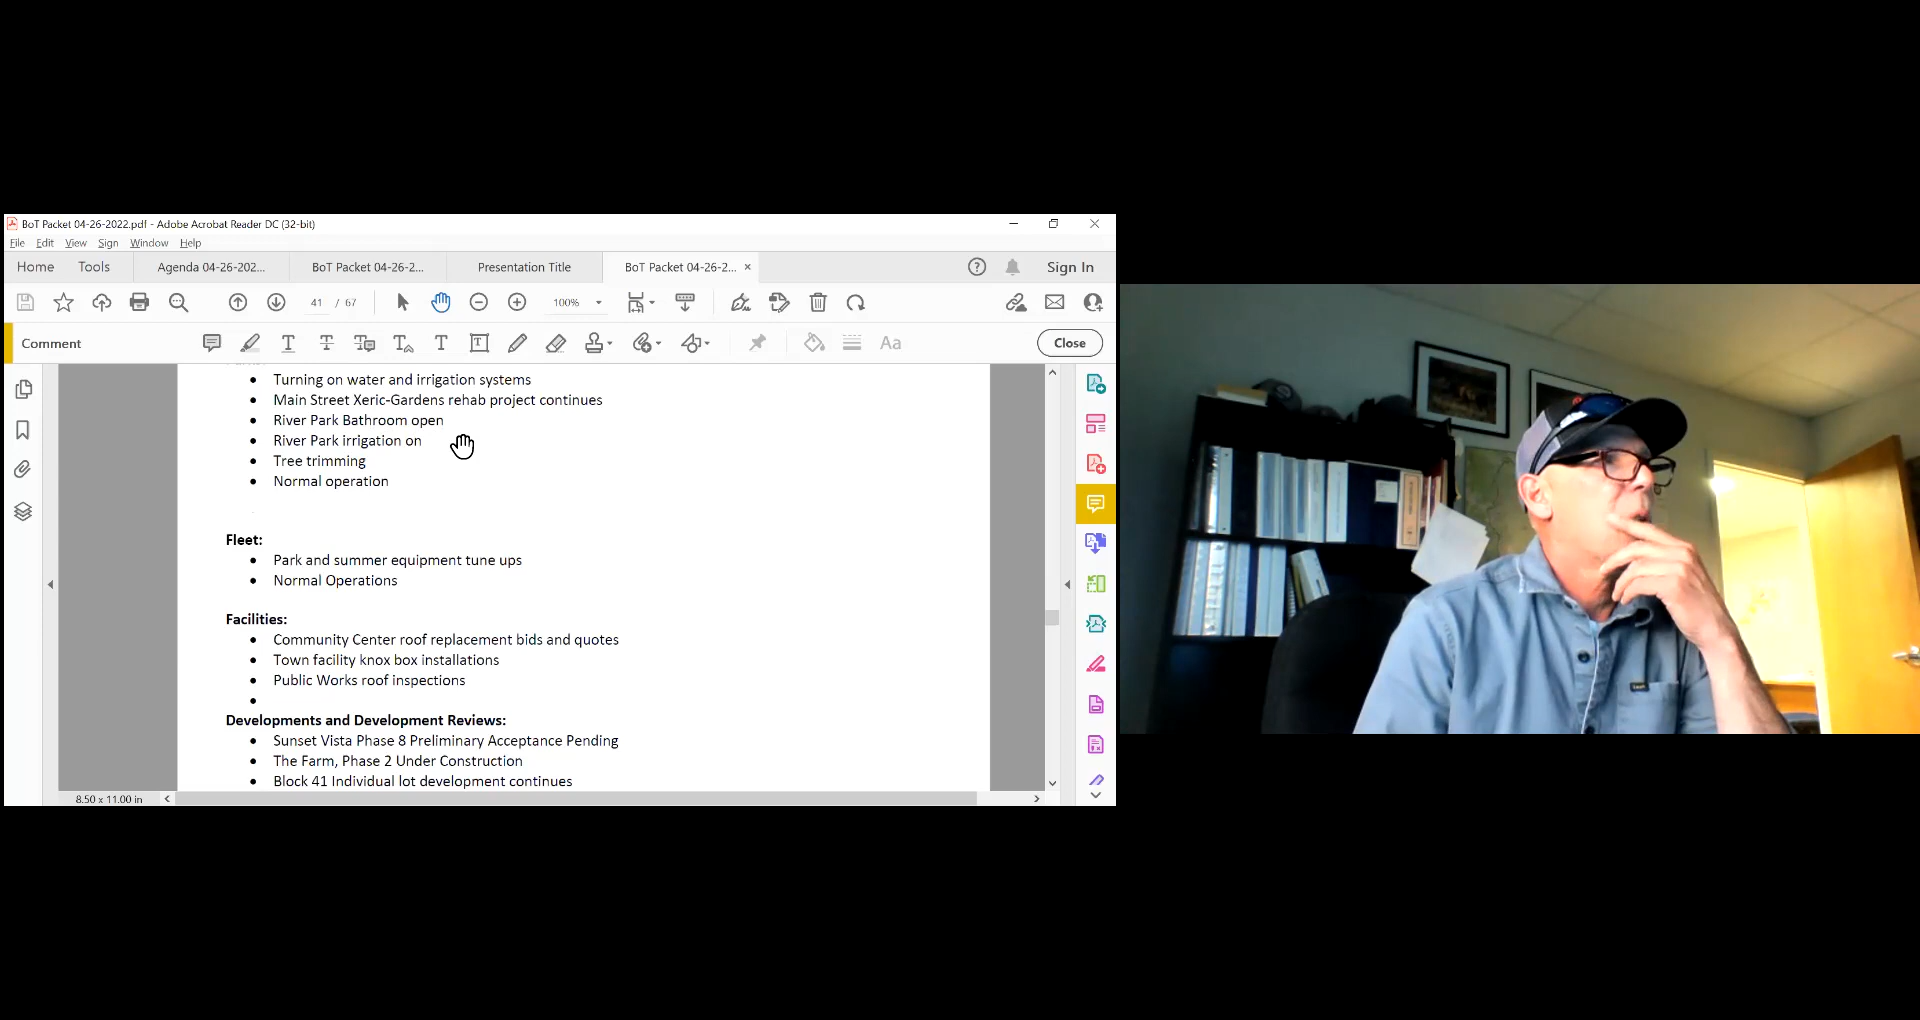 BoT Packet 04-26-2022.pdf - Adobe Acrobat Reader DC (32-bit)
File Edit View Sign Window Help
Home Tools Agenda 04-26-202... BoT Packet 04-26-2... Presentation Title BoT Packet 04-26-2... × Sign In
41 / 67 100%
Comment Aa Close
• Turning on water and irrigation systems
• Main Street Xeric-Gardens rehab project continues
• River Park Bathroom open
• River Park irrigation on
• Tree trimming
• Normal operation
Fleet:
• Park and summer equipment tune ups
• Normal Operations
Facilities:
• Community Center roof replacement bids and quotes
• Town facility knox box installations
• Public Works roof inspections
•
Developments and Development Reviews:
• Sunset Vista Phase 8 Preliminary Acceptance Pending
• The Farm, Phase 2 Under Construction
• Block 41 Individual lot development continues
8.50 x 11.00 in